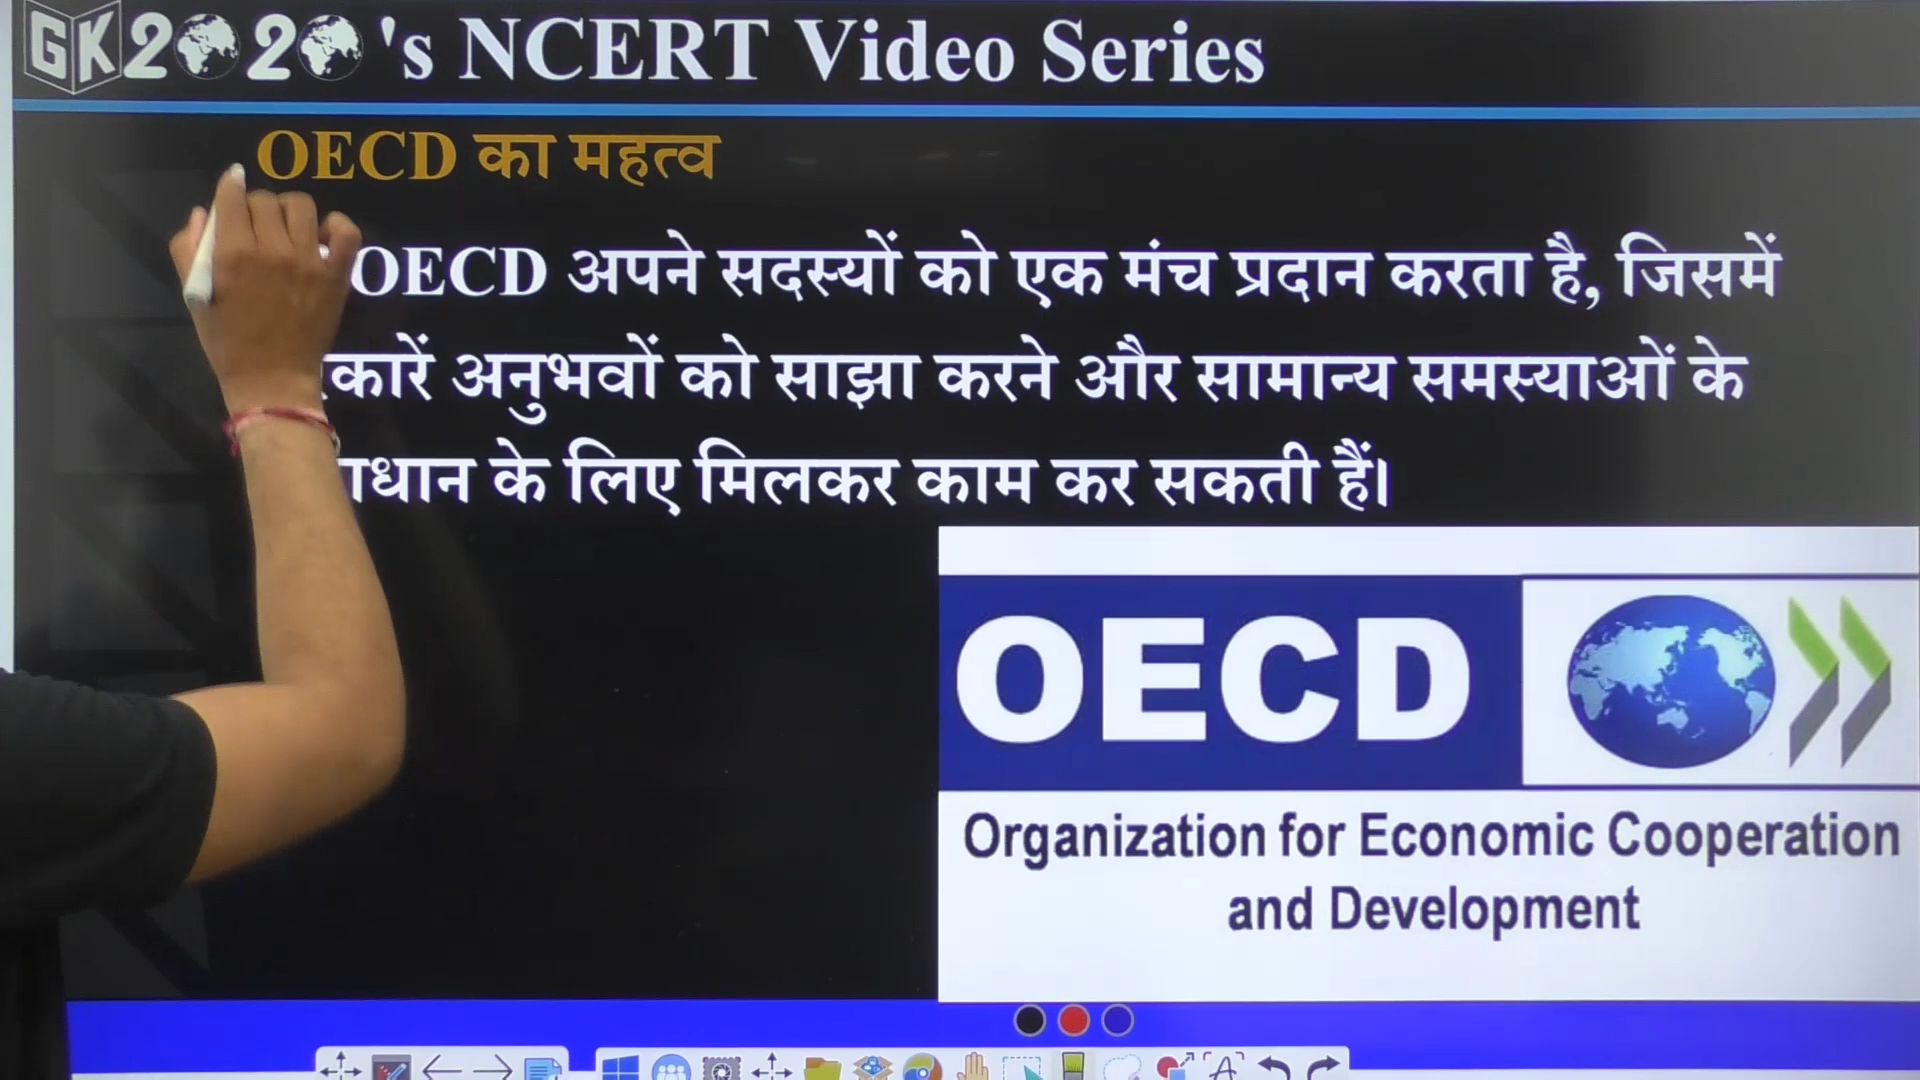 GK2020's NCERT Video Series
OECD का महत्व
OECD अपने सदस्यों को एक मंच प्रदान करता है, जिसमें
अनुभवों को साझा करने और सामान्य समस्याओं के
के लिए मिलकर काम कर सकती हैं।
OECD
Organization for Economic Cooperation
and Development